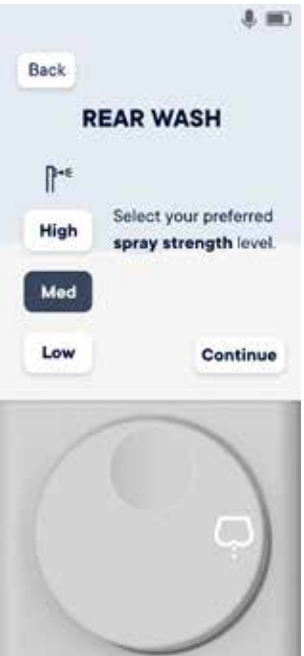 Back
REAR WASH
High
Select your preferred
spray strength level.
Med
Low
Continue